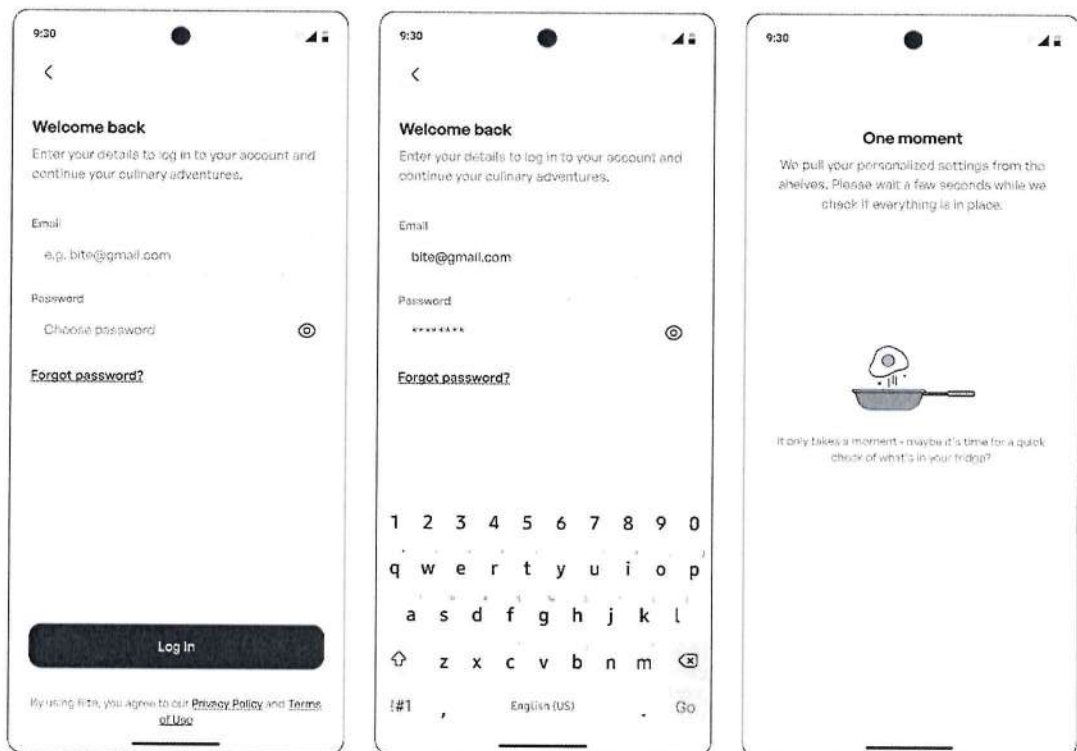 9:30
Welcome back
Enter your details to log in to your account and
continue your culinary adventures.
Email
e.g. bite@gmail.com
Password
Choose password
Forgot password?
Log In
By using Bite, you agree to our Privacy Policy and Terms
of Use
9:30
Welcome back
Enter your details to log in to your account and
continue your culinary adventures.
Email
bite@gmail.com
Password
********
Forgot password?
1 2 3 4 5 6 7 8 9 0
q w e r t y u i o p
a s d f g h j k l
z x c v b n m
!#1 , English (US) . Go
9:30
One moment
We pull your personalized settings from the
shelves. Please wait a few seconds while we
check if everything is in place.
It only takes a moment - maybe it's time for a quick
check of what's in your fridge?